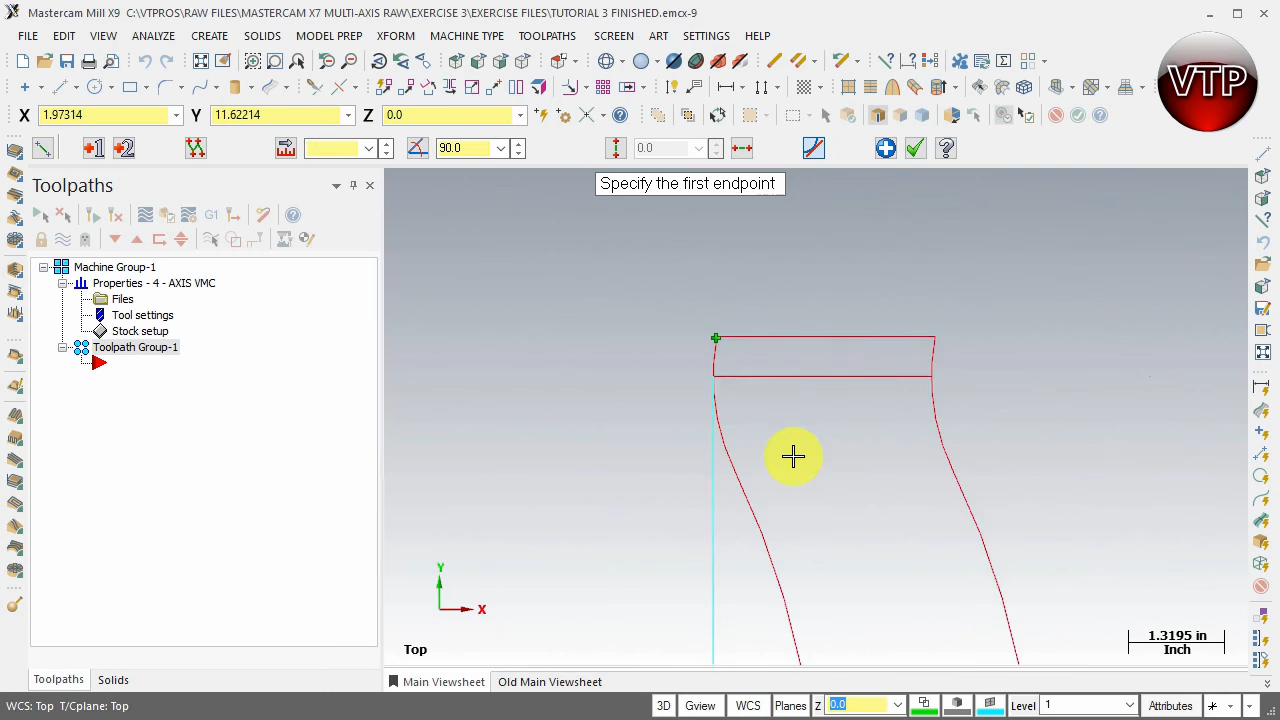 Mastercam Mill X9 C:\VTPROS\RAW FILES\MASTERCAM X7 MULTI-AXIS RAW\EXERCISE 3\EXERCISE FILES\TUTORIAL 3 FINISHED.emcx-9
FILE EDIT VIEW ANALYZE CREATE SOLIDS MODEL PREP XFORM MACHINE TYPE TOOLPATHS SCREEN ART SETTINGS HELP
VTP
X 1.97314 Y 11.62214 Z 0.0
1 2 90.0 0.0
Toolpaths
Specify the first endpoint
G1
Machine Group-1
Properties - 4 - AXIS VMC
Files
Tool settings
Stock setup
Toolpath Group-1
Y
X
Top
1.3195 in
Inch
Toolpaths Solids
Main Viewsheet Old Main Viewsheet
WCS: Top T/Cplane: Top
3D Gview WCS Planes Z 0.0 Level 1 Attributes